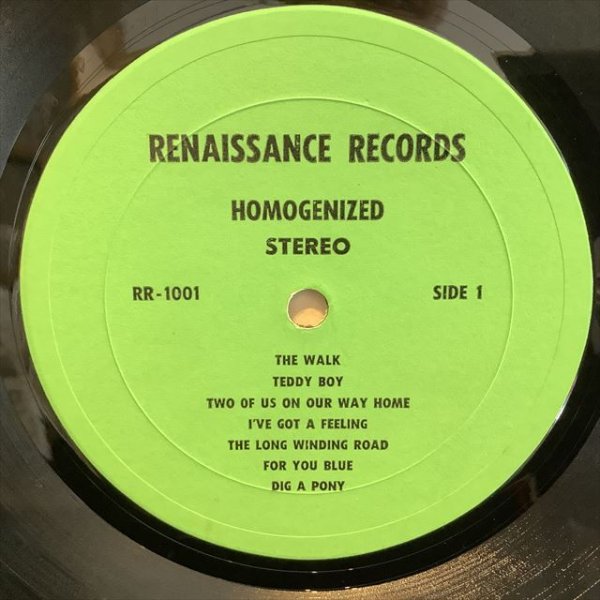 RENAISSANCE RECORDS
HOMOGENIZED
STEREO
RR-1001 SIDE 1
THE WALK
TEDDY BOY
TWO OF US ON OUR WAY HOME
I'VE GOT A FEELING
THE LONG WINDING ROAD
FOR YOU BLUE
DIG A PONY